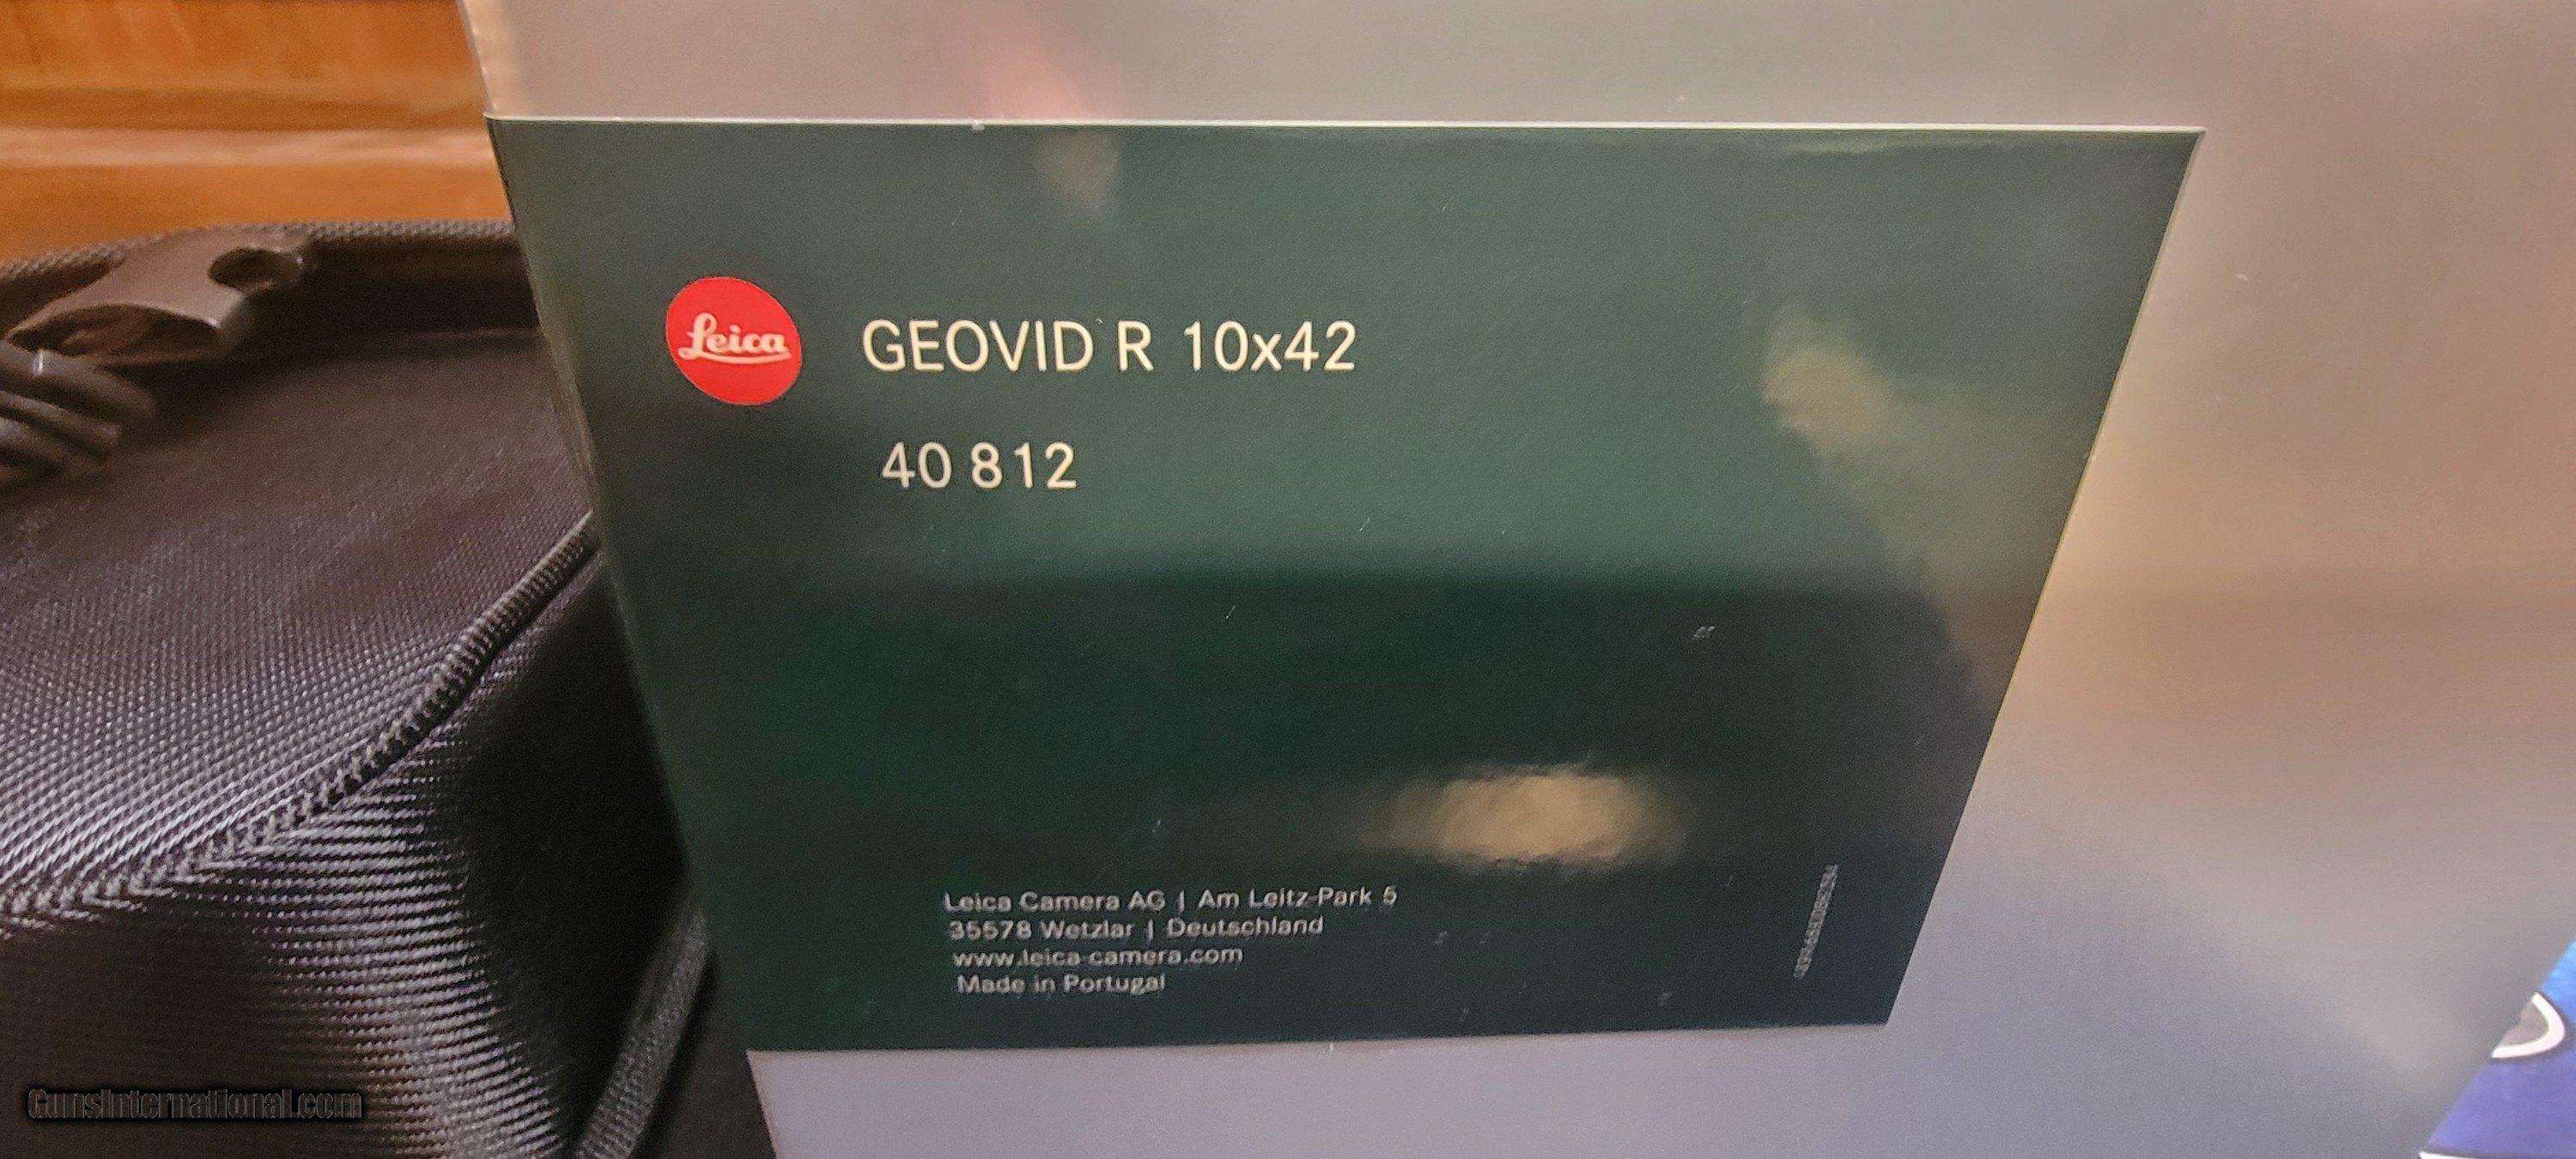 Leica
GEOVID R 10x42
40 812
Leica Camera AG | Am Leitz-Park 5
35578 Wetzlar | Deutschland
www.leica-camera.com
Made in Portugal
GunsInternational.com